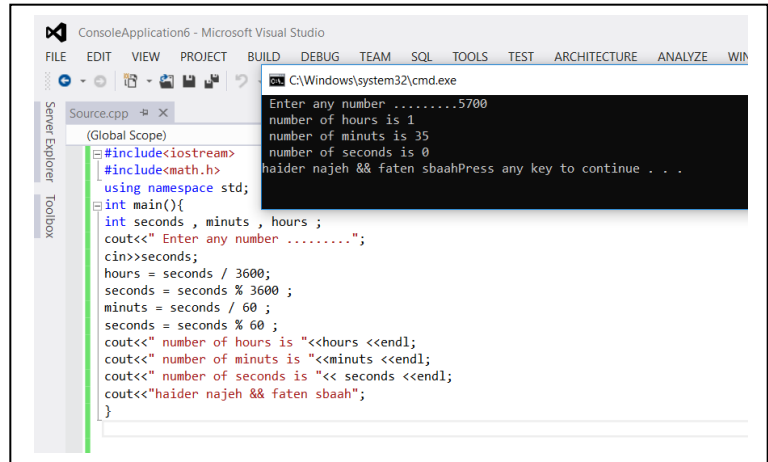 ConsoleApplication6 - Microsoft Visual Studio
FILE EDIT VIEW PROJECT BUILD DEBUG TEAM SQL TOOLS TEST ARCHITECTURE ANALYZE WIN
C:\Windows\system32\cmd.exe
Enter any number .........5700
number of hours is 1
number of minuts is 35
number of seconds is 0
haider najeh && faten sbaahPress any key to continue . . .
Server Explorer
Toolbox
Source.cpp
(Global Scope)
#include<iostream>
#include<math.h>
using namespace std;
int main(){
int seconds , minuts , hours ;
cout<<" Enter any number .........";
cin>>seconds;
hours = seconds / 3600;
seconds = seconds % 3600 ;
minuts = seconds / 60 ;
seconds = seconds % 60 ;
cout<<" number of hours is "<<hours <<endl;
cout<<" number of minuts is "<<minuts <<endl;
cout<<" number of seconds is "<< seconds <<endl;
cout<<"haider najeh && faten sbaah";
}